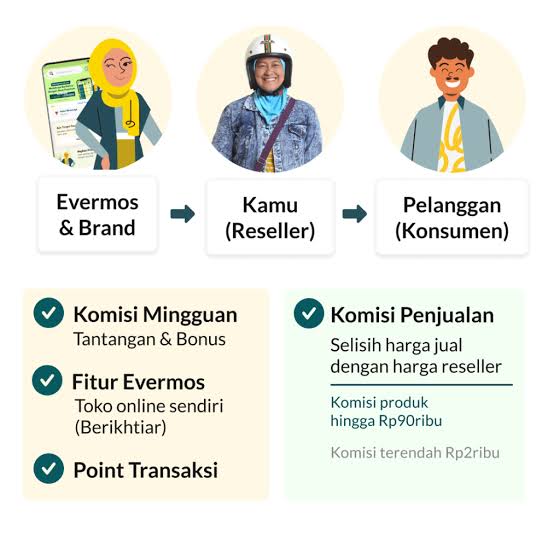 Evermos
& Brand
Kamu
(Reseller)
Pelanggan
(Konsumen)
Komisi Mingguan
Tantangan & Bonus
Fitur Evermos
Toko online sendiri
(Berikhtiar)
Point Transaksi
Komisi Penjualan
Selisih harga jual
dengan harga reseller
Komisi produk
hingga Rp90ribu
Komisi terendah Rp2ribu